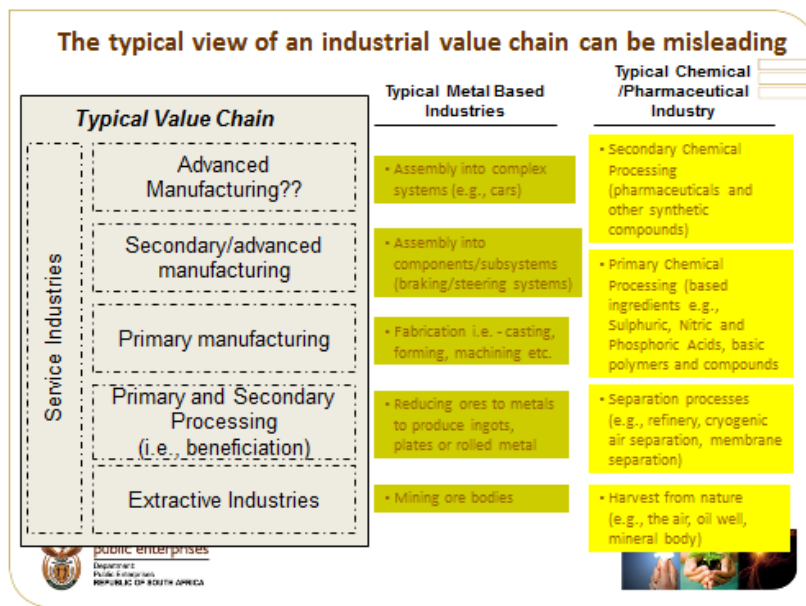 The typical view of an industrial value chain can be misleading
Typical Value Chain
Service Industries
Advanced
Manufacturing??
Secondary/advanced
manufacturing
Primary manufacturing
Primary and Secondary
Processing
(i.e., beneficiation)
Extractive Industries
Typical Metal Based
Industries
• Assembly into complex
systems (e.g., cars)
• Assembly into
components/subsystems
(braking/steering systems)
• Fabrication i.e. - casting,
forming, machining etc.
• Reducing ores to metals
to produce ingots,
plates or rolled metal
• Mining ore bodies
Typical Chemical
/Pharmaceutical
Industry
• Secondary Chemical
Processing
(pharmaceuticals and
other synthetic
compounds)
• Primary Chemical
Processing (based
ingredients e.g.,
Sulphuric, Nitric and
Phosphoric Acids, basic
polymers and compounds
• Separation processes
(e.g., refinery, cryogenic
air separation, membrane
separation)
• Harvest from nature
(e.g., the air, oil well,
mineral body)
public enterprises
Department:
Public Enterprises
REPUBLIC OF SOUTH AFRICA